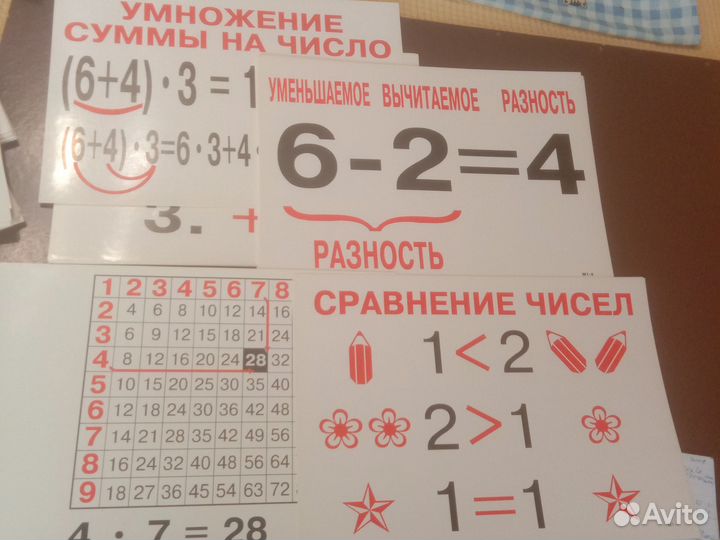 УМНОЖЕНИЕ
СУММЫ НА ЧИСЛО
(6+4)·3 = 1
(6+4)·3=6·3+4·
3. +
УМЕНЬШАЕМОЕ ВЫЧИТАЕМОЕ РАЗНОСТЬ
6-2=4
РАЗНОСТЬ
1 2 3 4 5 6 7 8
2 4 6 8 10 12 14 16
3 6 9 12 15 18 21 24
4 8 12 16 20 24 28 32
5 10 15 20 25 30 35 40
6 12 18 24 30 36 42 48
7 14 21 28 35 42 49 56
8 16 24 32 40 48 56 64
9 18 27 36 45 54 63 72
4 · 7 = 28
СРАВНЕНИЕ ЧИСЕЛ
1<2
2>1
1=1
Avito